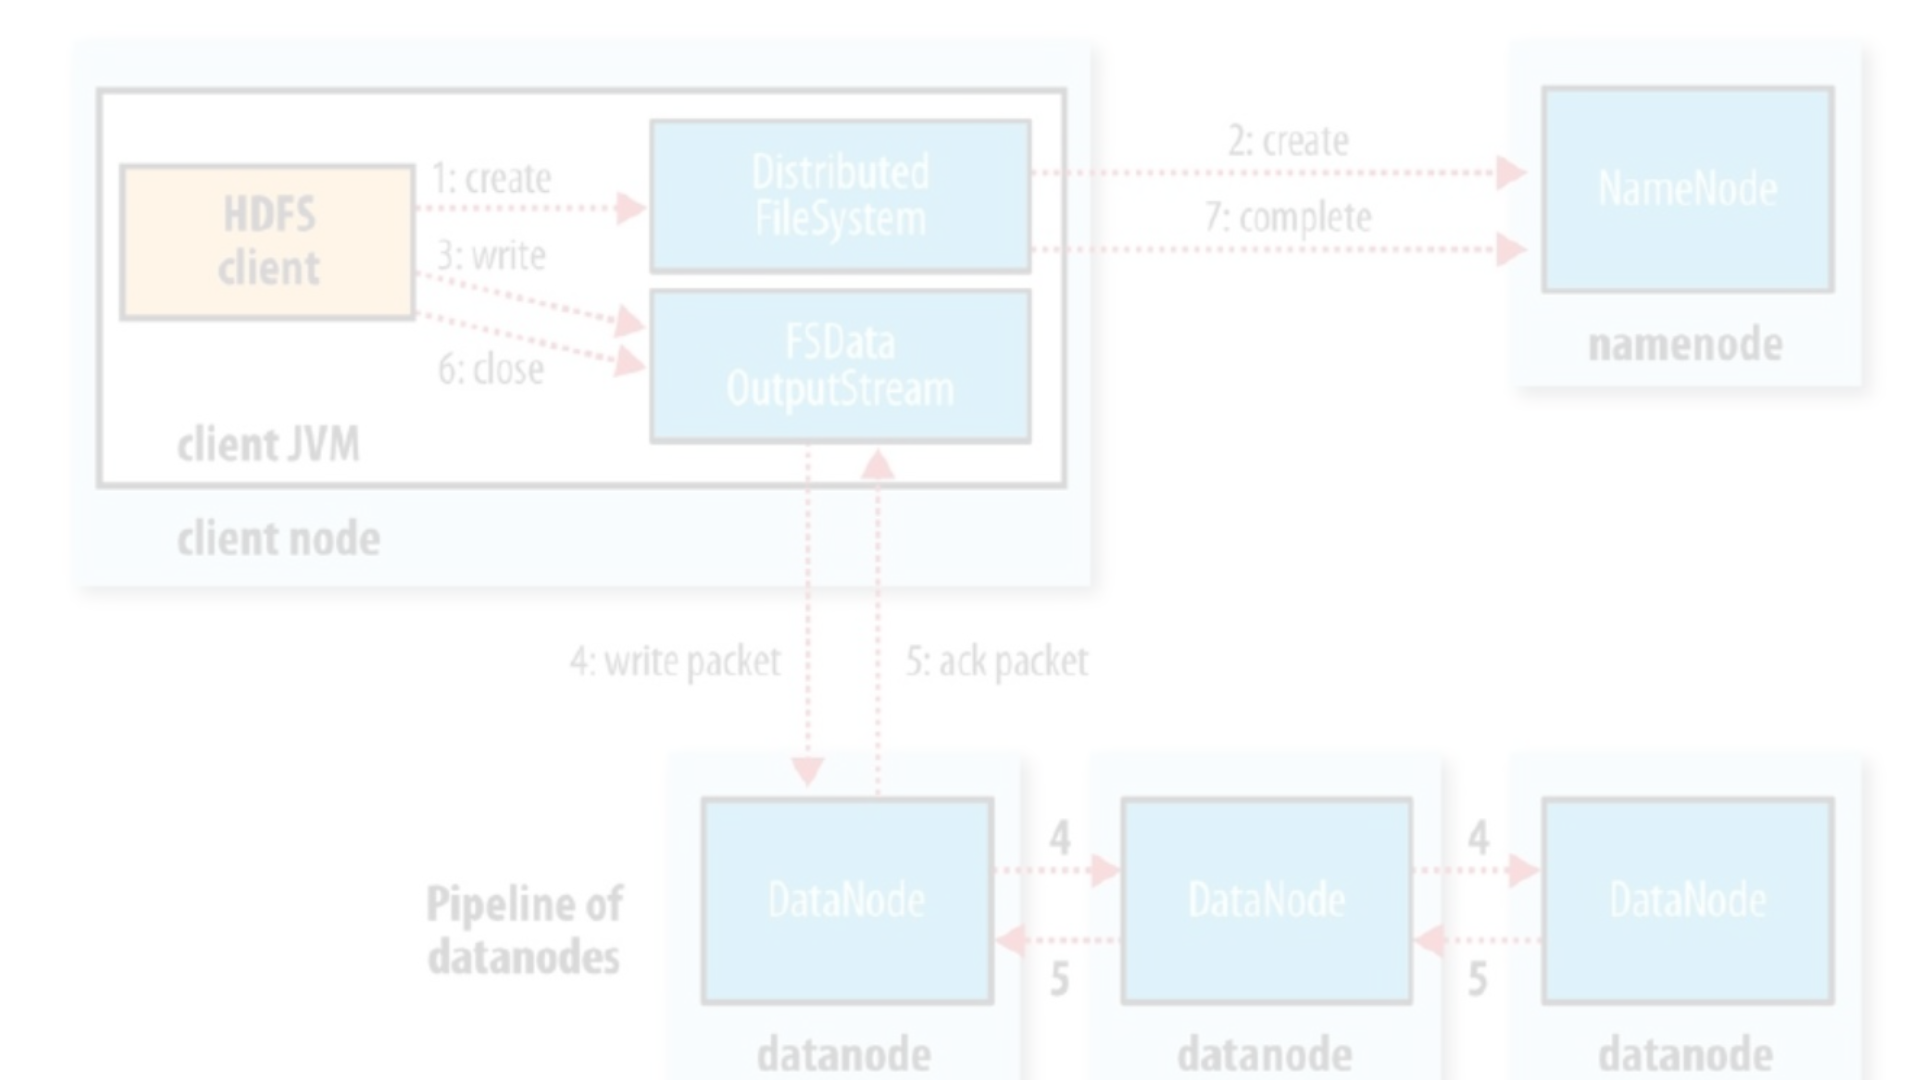 HDFS
client
1: create
3: write
6: close
client JVM
client node
Distributed
FileSystem
FSData
OutputStream
2: create
7: complete
NameNode
namenode
4: write packet
5: ack packet
Pipeline of
datanodes
DataNode
4
5
DataNode
4
5
DataNode
datanode
datanode
datanode